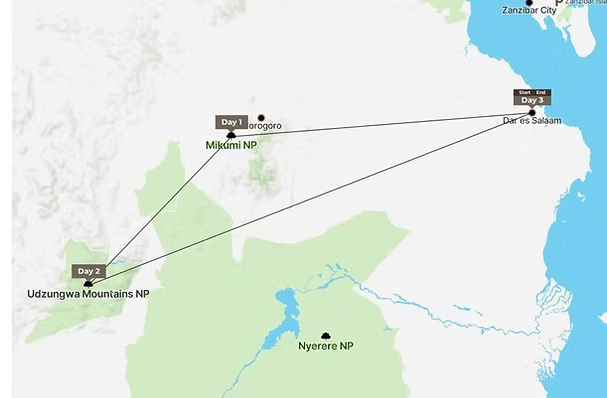 Zanzibar City
Zanzibar Isla
Start End
Day 3
Dar es Salaam
Day 1
orogoro
Mikumi NP
Day 2
Udzungwa Mountains NP
Nyerere NP